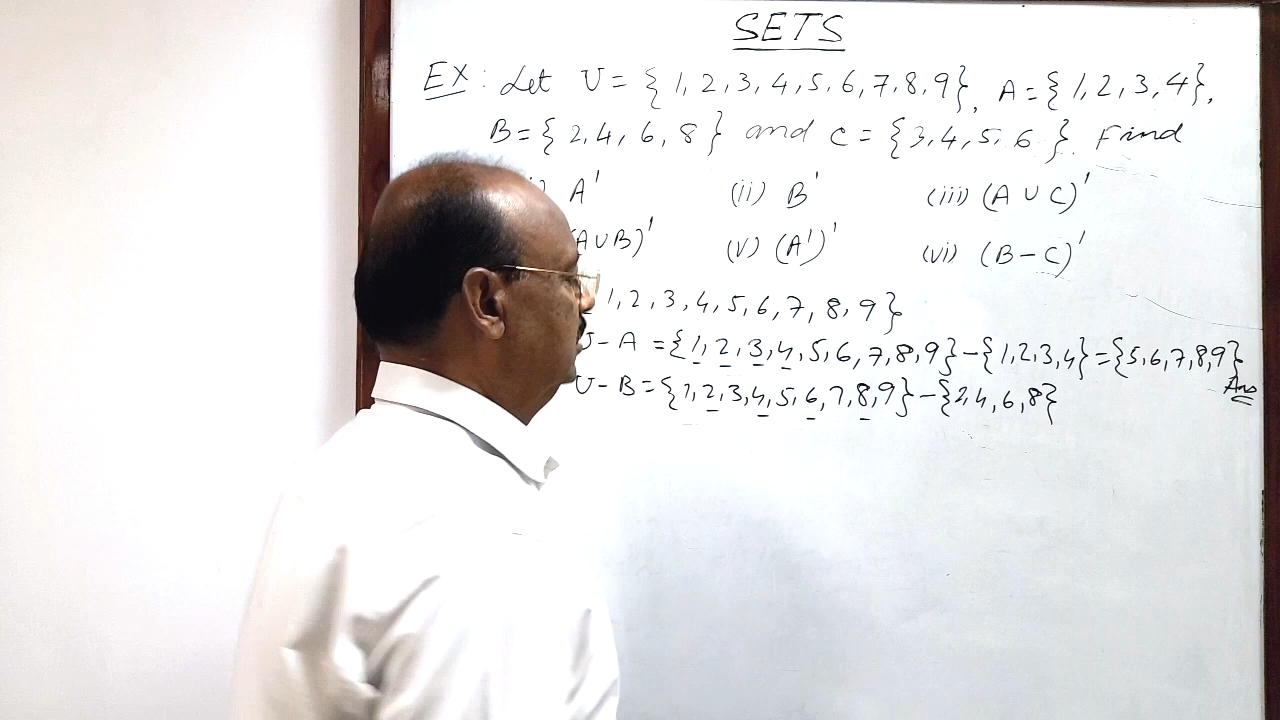 SETS
EX : Let U = { 1, 2, 3, 4, 5, 6, 7, 8, 9}, A = { 1, 2, 3, 4 },
B = { 2, 4, 6, 8 } and C = { 3, 4, 5, 6 }. Find
) A' (ii) B' (iii) (A ∪ C)'
(A∪B)' (V) (A')' (vi) (B - C)'
1, 2, 3, 4, 5, 6, 7, 8, 9 }
U - A = { 1, 2, 3, 4, 5, 6, 7, 8, 9 } - { 1, 2, 3, 4 } = { 5, 6, 7, 8, 9 }
Ans
U - B = { 1, 2, 3, 4, 5, 6, 7, 8, 9 } - { 2, 4, 6, 8 }